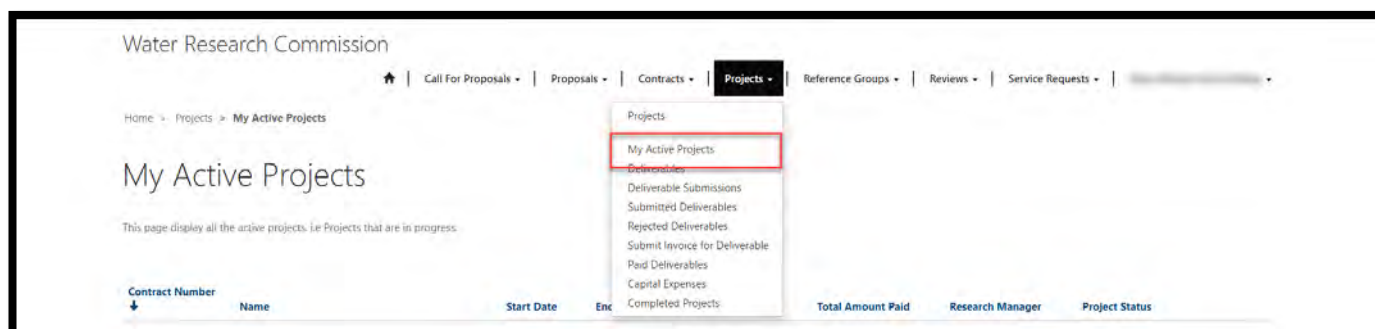 Water Research Commission
Call For Proposals
Proposals
Contracts
Projects
Reference Groups
Reviews
Service Requests
Home > Projects > My Active Projects
Projects
My Active Projects
Deliverables
Deliverable Submissions
Submitted Deliverables
Rejected Deliverables
Submit Invoice for Deliverable
Paid Deliverables
Capital Expenses
Completed Projects
My Active Projects
This page display all the active projects. i.e Projects that are in progress.
Contract Number
Name
Start Date
Total Amount Paid
Research Manager
Project Status